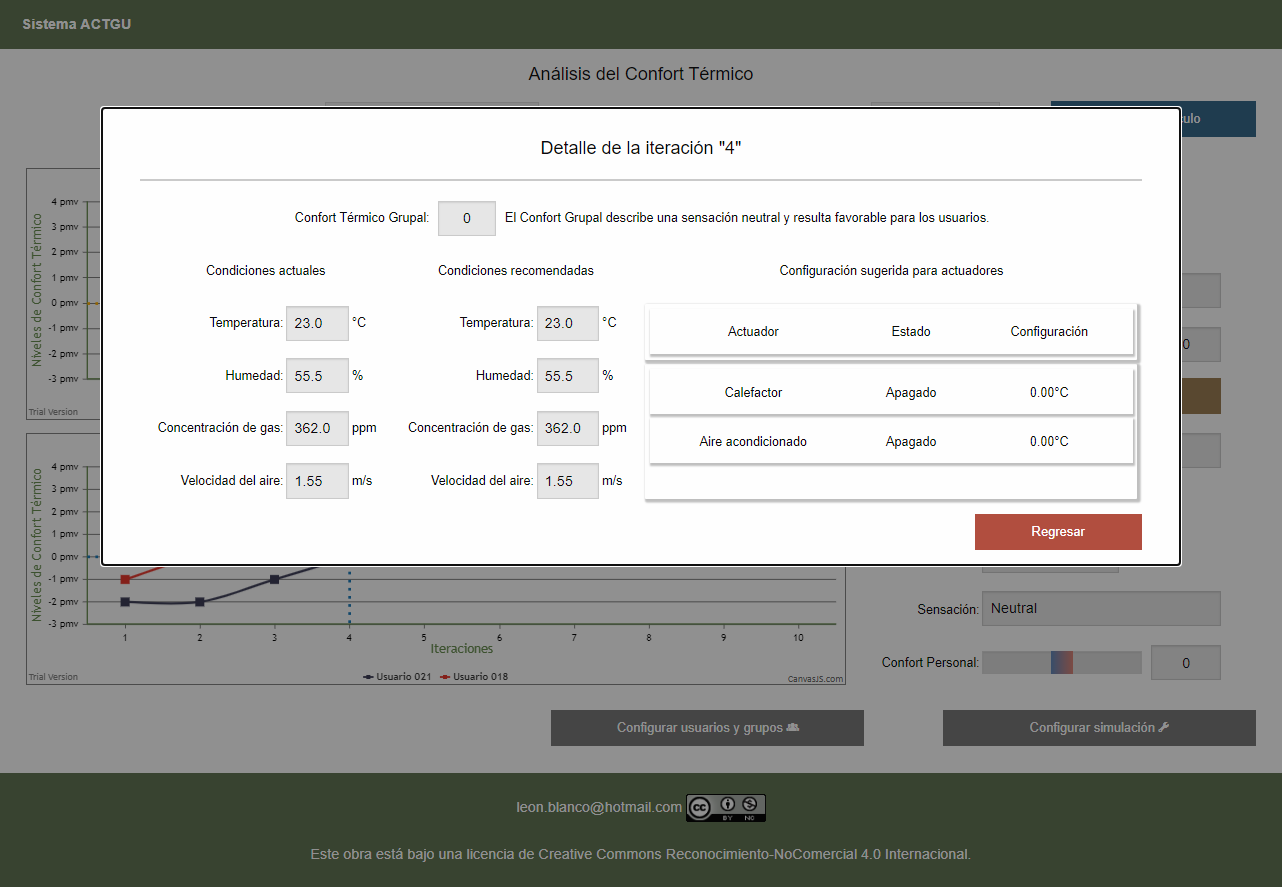 Sistema ACTGU
Análisis del Confort Térmico
Detalle de la iteración "4"
Confort Térmico Grupal: 0 El Confort Grupal describe una sensación neutral y resulta favorable para los usuarios.
Condiciones actuales
Temperatura: 23.0 °C
Humedad: 55.5 %
Concentración de gas: 362.0 ppm
Velocidad del aire: 1.55 m/s
Condiciones recomendadas
Temperatura: 23.0 °C
Humedad: 55.5 %
Concentración de gas: 362.0 ppm
Velocidad del aire: 1.55 m/s
Configuración sugerida para actuadores
Actuador Estado Configuración
Calefactor Apagado 0.00°C
Aire acondicionado Apagado 0.00°C
Regresar
Niveles de Confort Térmico
4 pmv
3 pmv
2 pmv
1 pmv
0 pmv
-1 pmv
-2 pmv
-3 pmv
Trial Version
Niveles de Confort Térmico
4 pmv
3 pmv
2 pmv
1 pmv
0 pmv
-1 pmv
-2 pmv
-3 pmv
1 2 3 4 5 6 7 8 9 10
Iteraciones
Usuario 021 Usuario 018
Trial Version
CanvasJS.com
0
Sensación: Neutral
Confort Personal: 0
Configurar usuarios y grupos
Configurar simulación
leon.blanco@hotmail.com
cc BY NC
Este obra está bajo una licencia de Creative Commons Reconocimiento-NoComercial 4.0 Internacional.